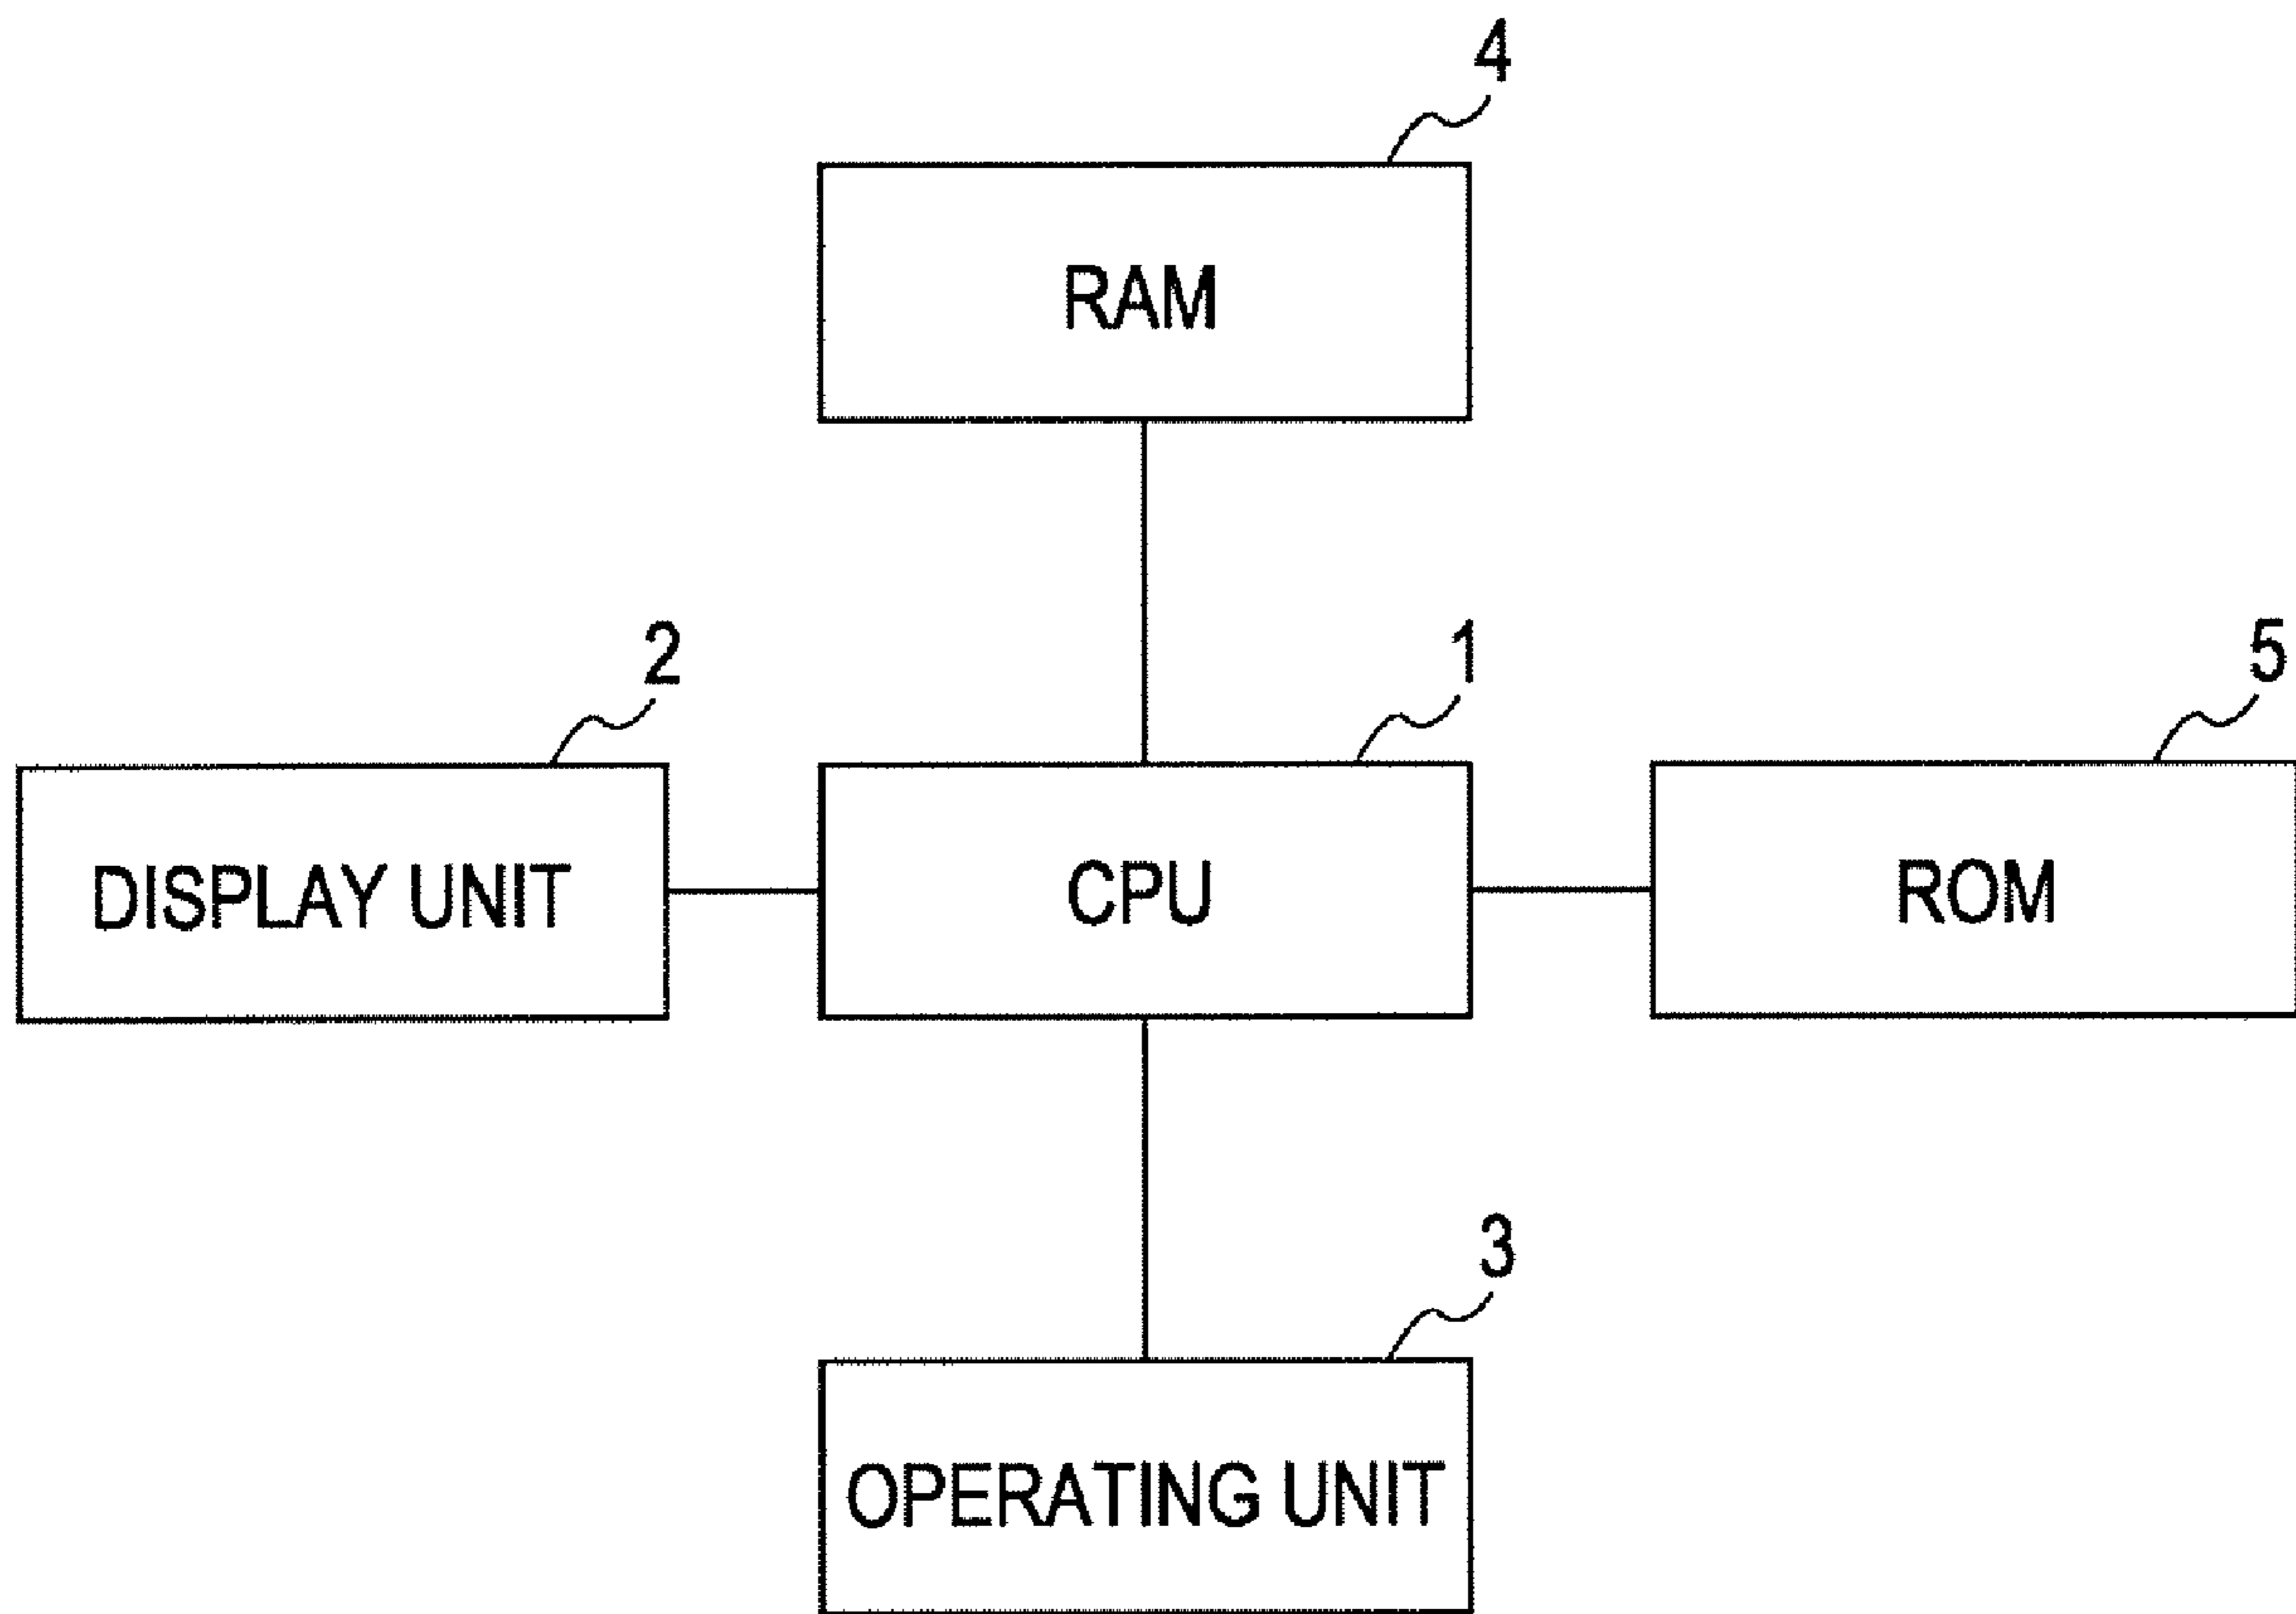 4
RAM
2
1
5
DISPLAY UNIT
CPU
ROM
3
OPERATING UNIT